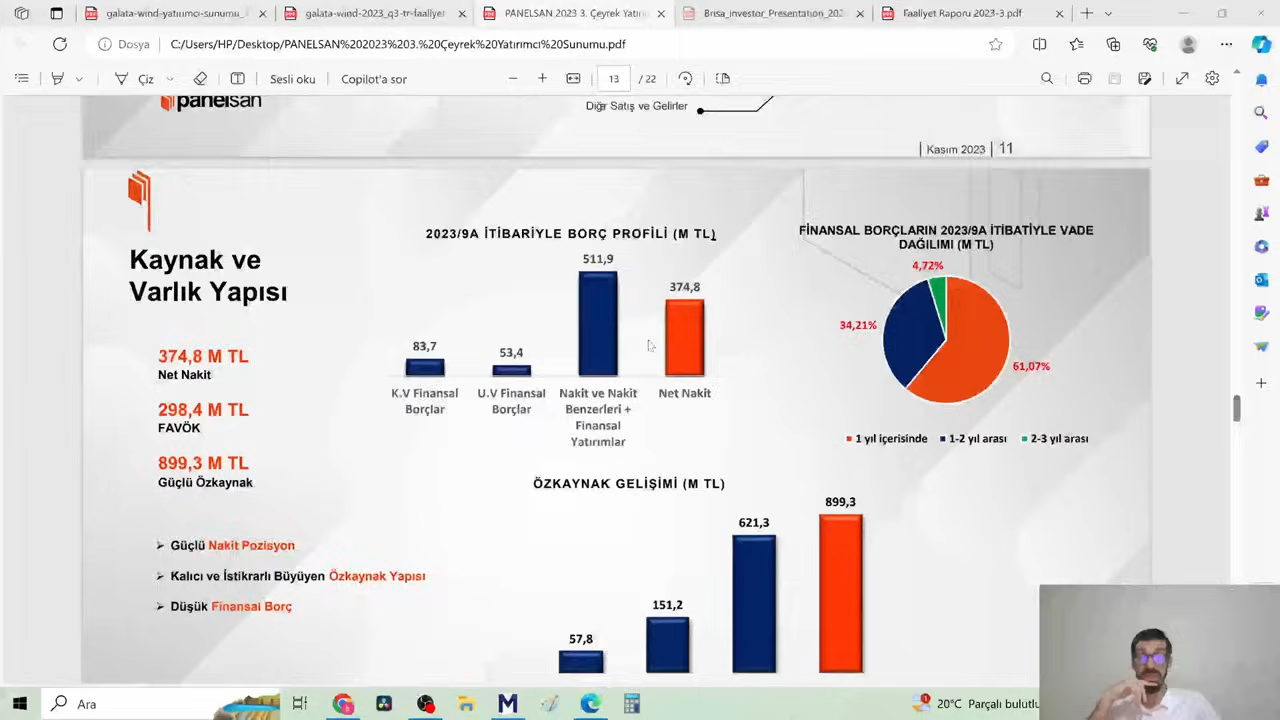 galata-wind-yatırımcı-sunumu_
galata-wind-2023_q3-tr-faaliyet
PANELSAN 2023 3. Çeyrek Yatırı
Brisa_investor_Presentation_202
Faaliyet Raporu 2023-3.pdf
Dosya
C:/Users/HP/Desktop/PANELSAN%202023%203.%20Çeyrek%20Yatırımcı%20Sunumu.pdf
Çiz
Sesli oku
Copilot'a sor
13 / 22
panelsan
Diğr Satış ve Gelirler
| Kasım 2023 | 11
Kaynak ve
Varlık Yapısı
374,8 M TL
Net Nakit
298,4 M TL
FAVÖK
899,3 M TL
Güçlü Özkaynak
➢ Güçlü Nakit Pozisyon
➢ Kalıcı ve İstikrarlı Büyüyen Özkaynak Yapısı
➢ Düşük Finansal Borç
2023/9A İTİBARİYLE BORÇ PROFİLİ (M TL)
511,9
374,8
83,7
53,4
K.V Finansal
Borçlar
U.V Finansal
Borçlar
Nakit ve Nakit
Benzerleri +
Finansal
Yatırımlar
Net Nakit
FİNANSAL BORÇLARIN 2023/9A İTİBATİYLE VADE
DAĞILIMI (M TL)
4,72%
34,21%
61,07%
1 yıl içerisinde
1-2 yıl arası
2-3 yıl arası
ÖZKAYNAK GELİŞİMİ (M TL)
899,3
621,3
151,2
57,8
Ara
1
20°C Parçalı bulutlu